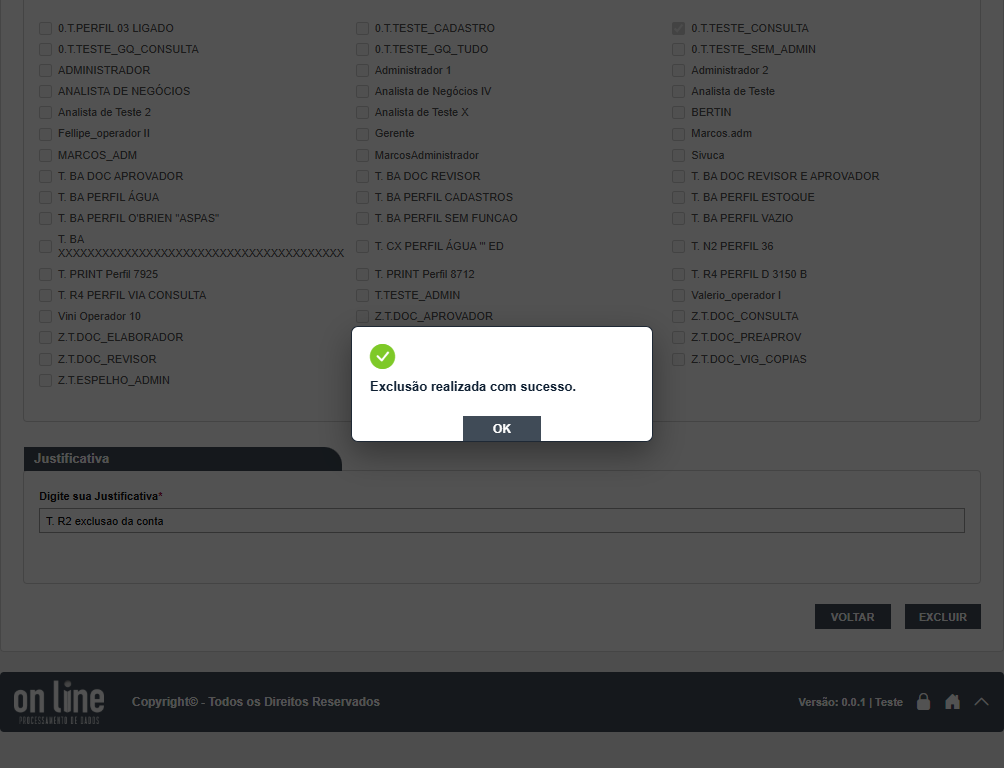 0.T.PERFIL 03 LIGADO 0.T.TESTE_CADASTRO 0.T.TESTE_CONSULTA
0.T.TESTE_GQ_CONSULTA 0.T.TESTE_GQ_TUDO 0.T.TESTE_SEM_ADMIN
ADMINISTRADOR Administrador 1 Administrador 2
ANALISTA DE NEGÓCIOS Analista de Negócios IV Analista de Teste
Analista de Teste 2 Analista de Teste X BERTIN
Fellipe_operador II Gerente Marcos.adm
MARCOS_ADM MarcosAdministrador Sivuca
T. BA DOC APROVADOR T. BA DOC REVISOR T. BA DOC REVISOR E APROVADOR
T. BA PERFIL ÁGUA T. BA PERFIL CADASTROS T. BA PERFIL ESTOQUE
T. BA PERFIL O'BRIEN "ASPAS" T. BA PERFIL SEM FUNCAO T. BA PERFIL VAZIO
T. BA
XXXXXXXXXXXXXXXXXXXXXXXXXXXXXXXXXXXXXXX T. CX PERFIL ÁGUA '" ED T. N2 PERFIL 36
T. PRINT Perfil 7925 T. PRINT Perfil 8712 T. R4 PERFIL D 3150 B
T. R4 PERFIL VIA CONSULTA T.TESTE_ADMIN Valerio_operador I
Vini Operador 10 Z.T.DOC_APROVADOR Z.T.DOC_CONSULTA
Z.T.DOC_ELABORADOR Z.T.DOC_PREAPROV
Z.T.DOC_REVISOR Z.T.DOC_VIG_COPIAS
Z.T.ESPELHO_ADMIN
Exclusão realizada com sucesso.
OK
Justificativa
Digite sua Justificativa*
T. R2 exclusao da conta
VOLTAR EXCLUIR
on line
PORCESSAMENTO DE DADOS
Copyright© - Todos os Direitos Reservados
Versão: 0.0.1 | Teste